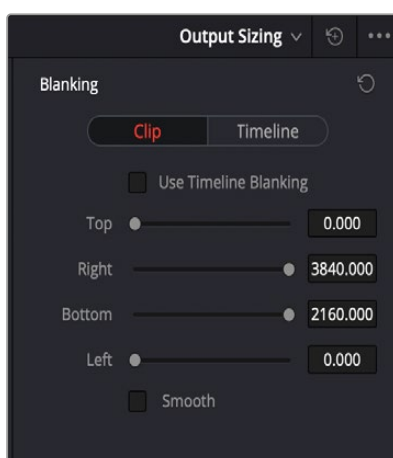 Output Sizing
Blanking
Clip Timeline
Use Timeline Blanking
Top 0.000
Right 3840.000
Bottom 2160.000
Left 0.000
Smooth